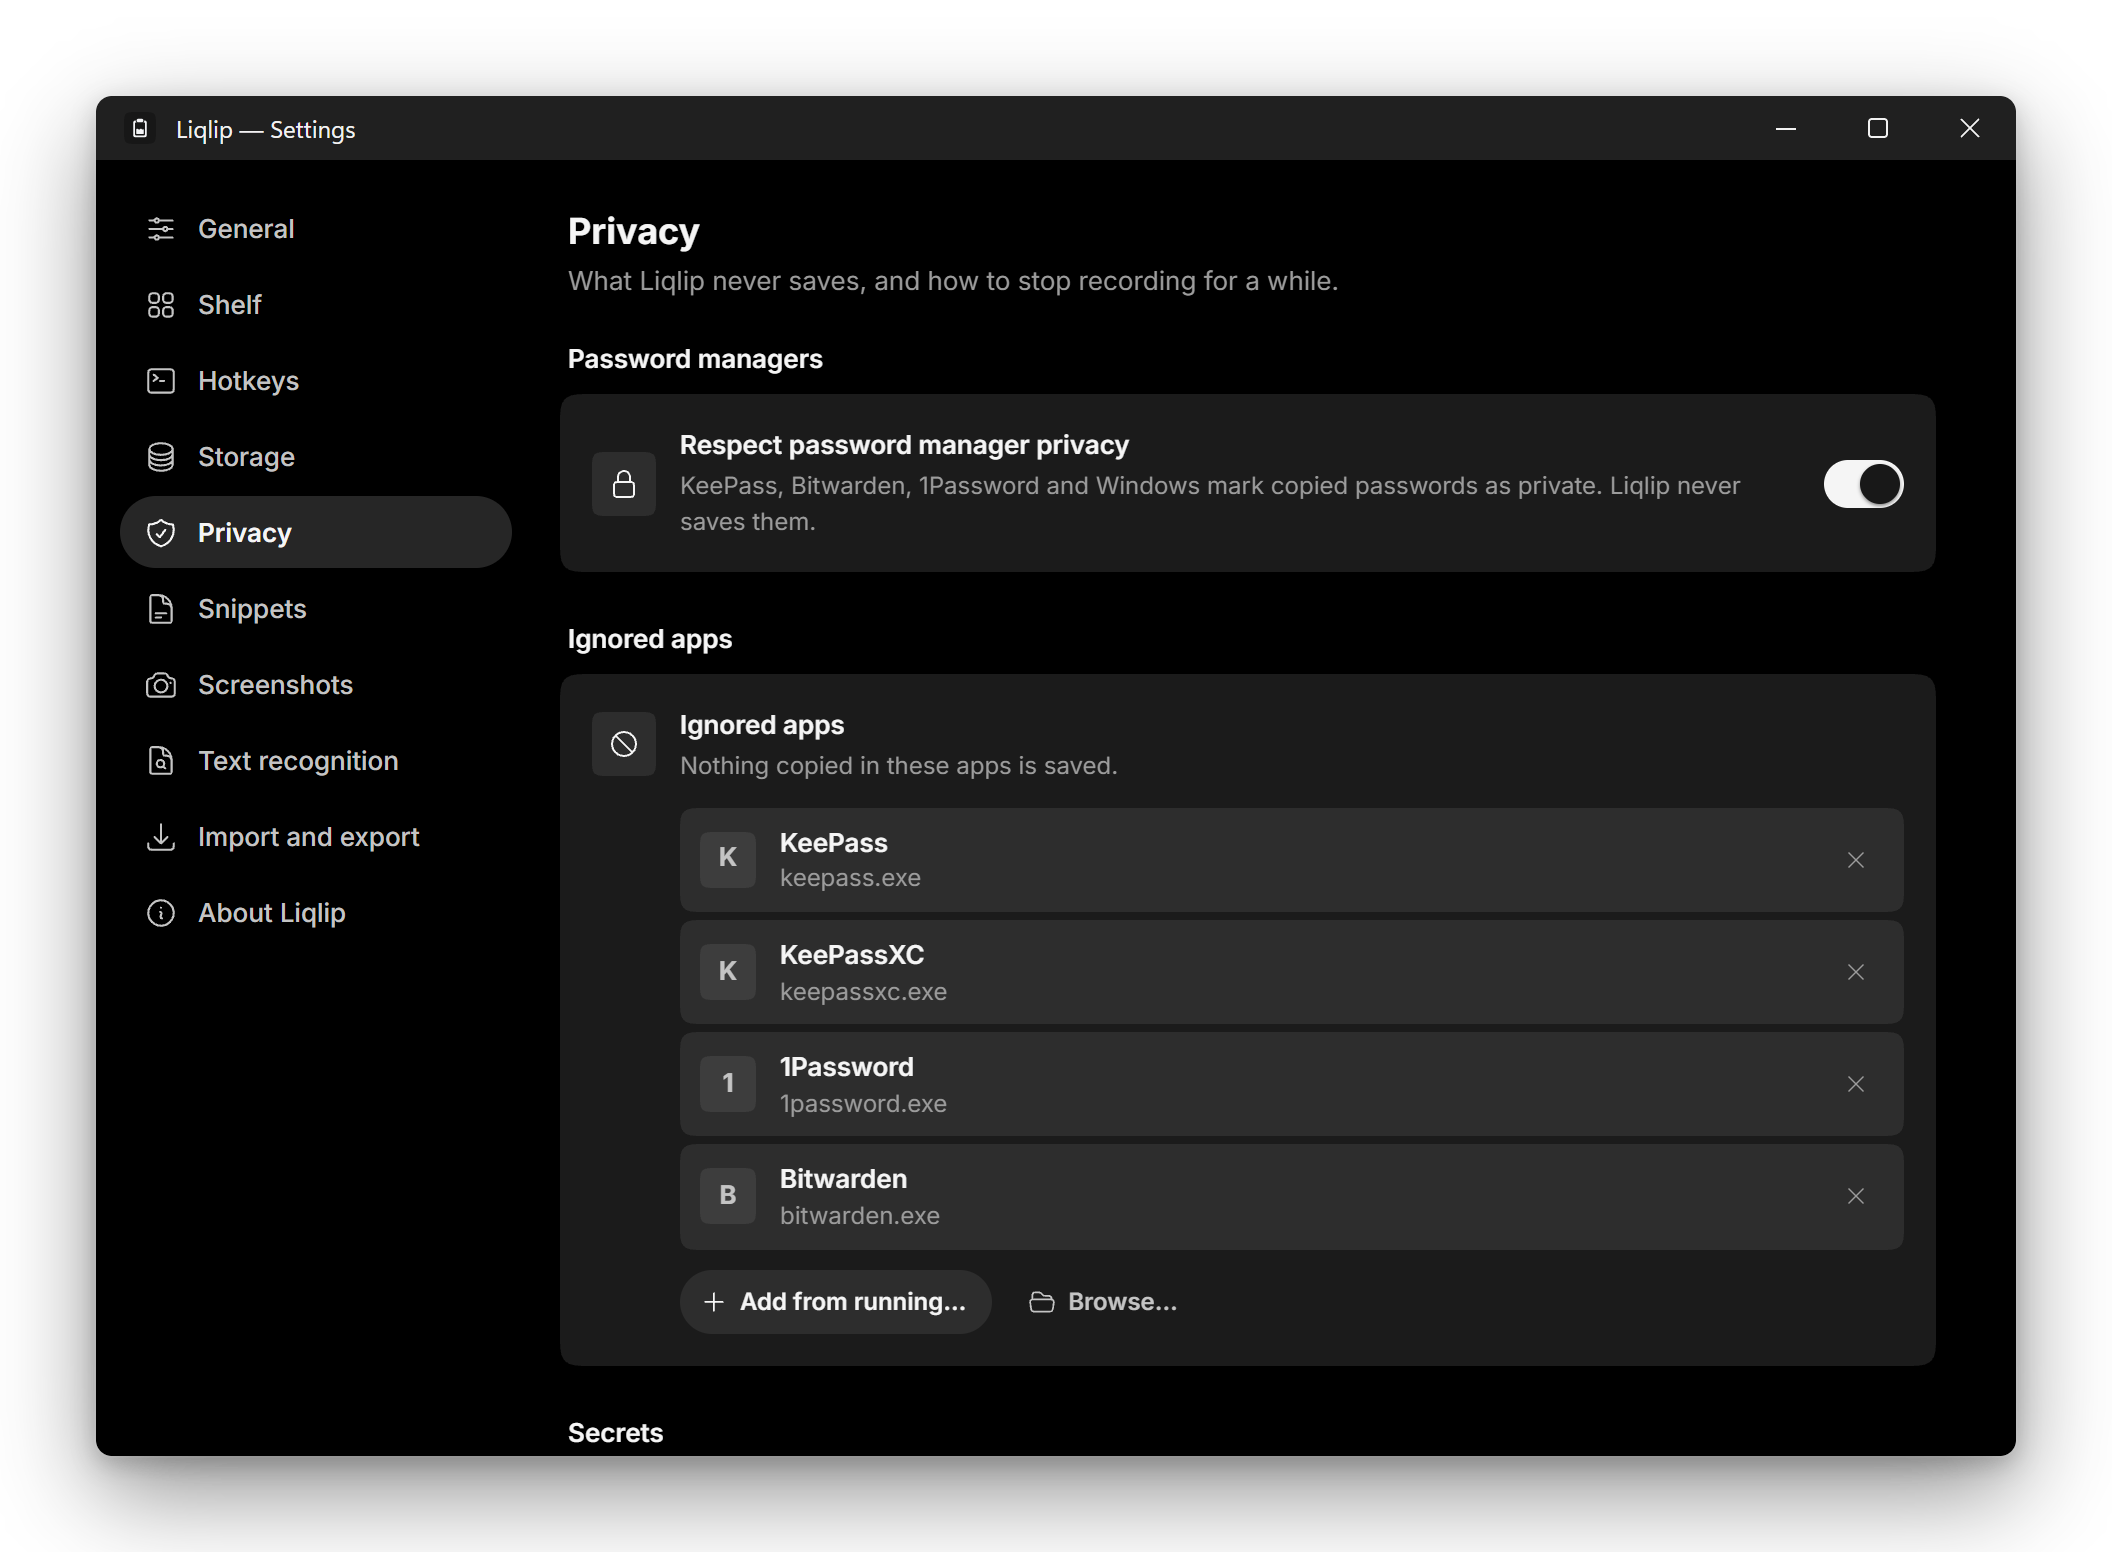 Liqlip — Settings
General
Shelf
Hotkeys
Storage
Privacy
Snippets
Screenshots
Text recognition
Import and export
About Liqlip
Privacy
What Liqlip never saves, and how to stop recording for a while.
Password managers
Respect password manager privacy
KeePass, Bitwarden, 1Password and Windows mark copied passwords as private. Liqlip never
saves them.
Ignored apps
Ignored apps
Nothing copied in these apps is saved.
K
KeePass
keepass.exe
K
KeePassXC
keepassxc.exe
1
1Password
1password.exe
B
Bitwarden
bitwarden.exe
Add from running...
Browse...
Secrets